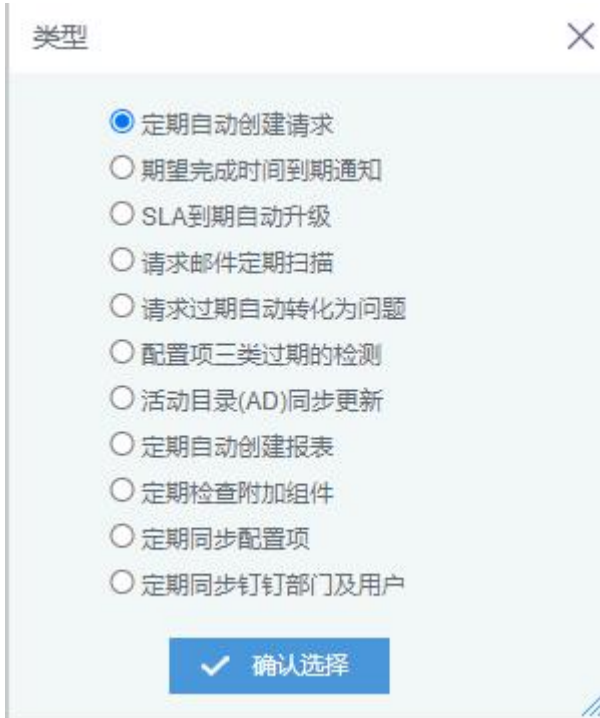 类型
定期自动创建请求
期望完成时间到期通知
SLA到期自动升级
请求邮件定期扫描
请求过期自动转化为问题
配置项三类过期的检测
活动目录(AD)同步更新
定期自动创建报表
定期检查附加组件
定期同步配置项
定期同步钉钉部门及用户
确认选择